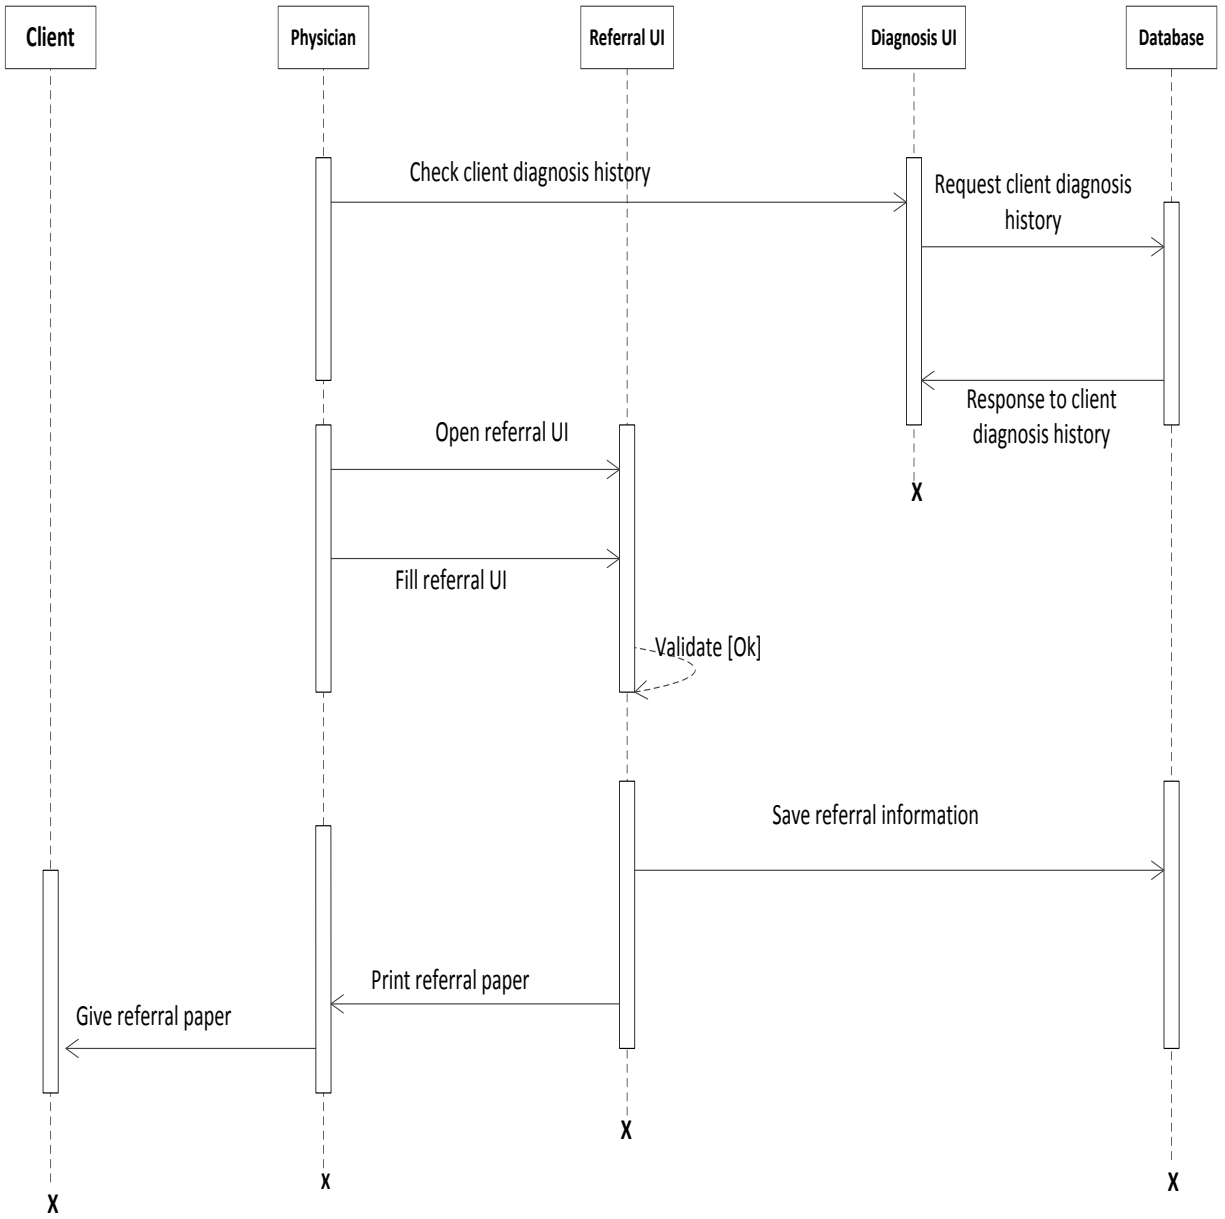 Client
Physician
Referral UI
Diagnosis UI
Database
Check client diagnosis history
Request client diagnosis
history
Response to client
diagnosis history
Open referral UI
X
Fill referral UI
Validate [Ok]
Save referral information
Print referral paper
Give referral paper
X
X
X
X